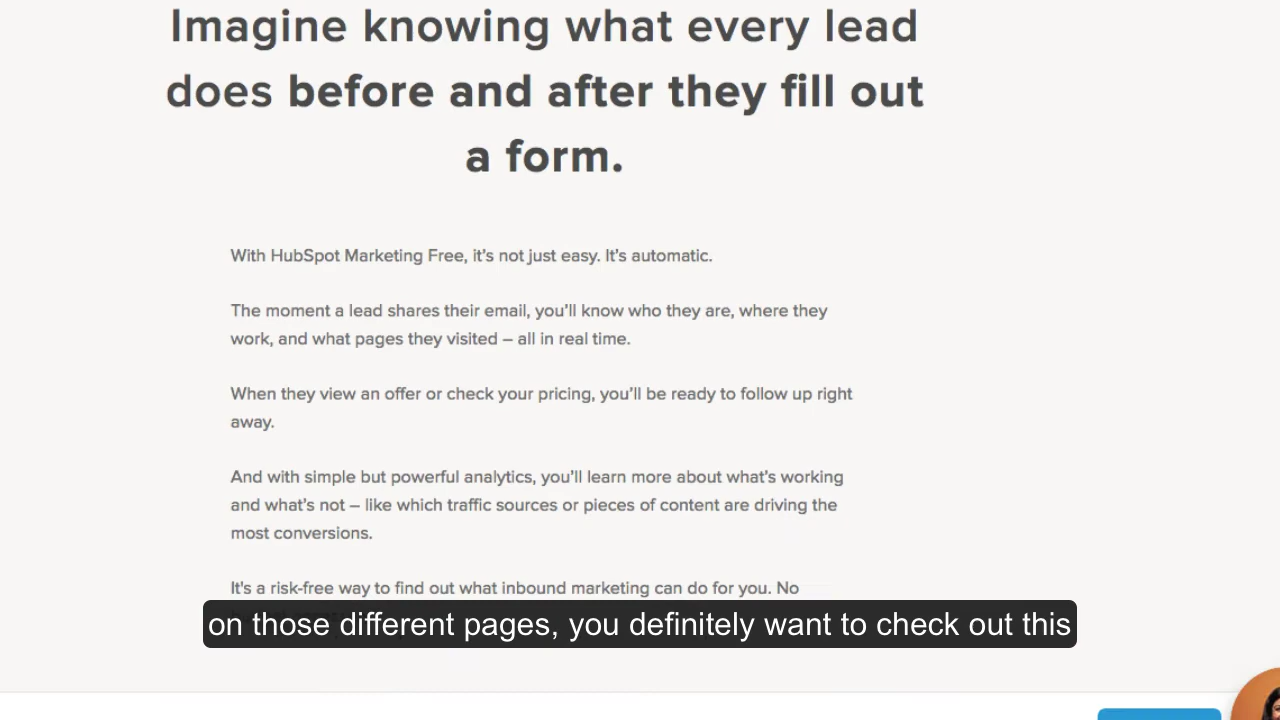 Imagine knowing what every lead
does before and after they fill out
a form.
With HubSpot Marketing Free, it's not just easy. It's automatic.
The moment a lead shares their email, you'll know who they are, where they
work, and what pages they visited – all in real time.
When they view an offer or check your pricing, you'll be ready to follow up right
away.
And with simple but powerful analytics, you'll learn more about what's working
and what's not – like which traffic sources or pieces of content are driving the
most conversions.
It's a risk-free way to find out what inbound marketing can do for you. No
on those different pages, you definitely want to check out this